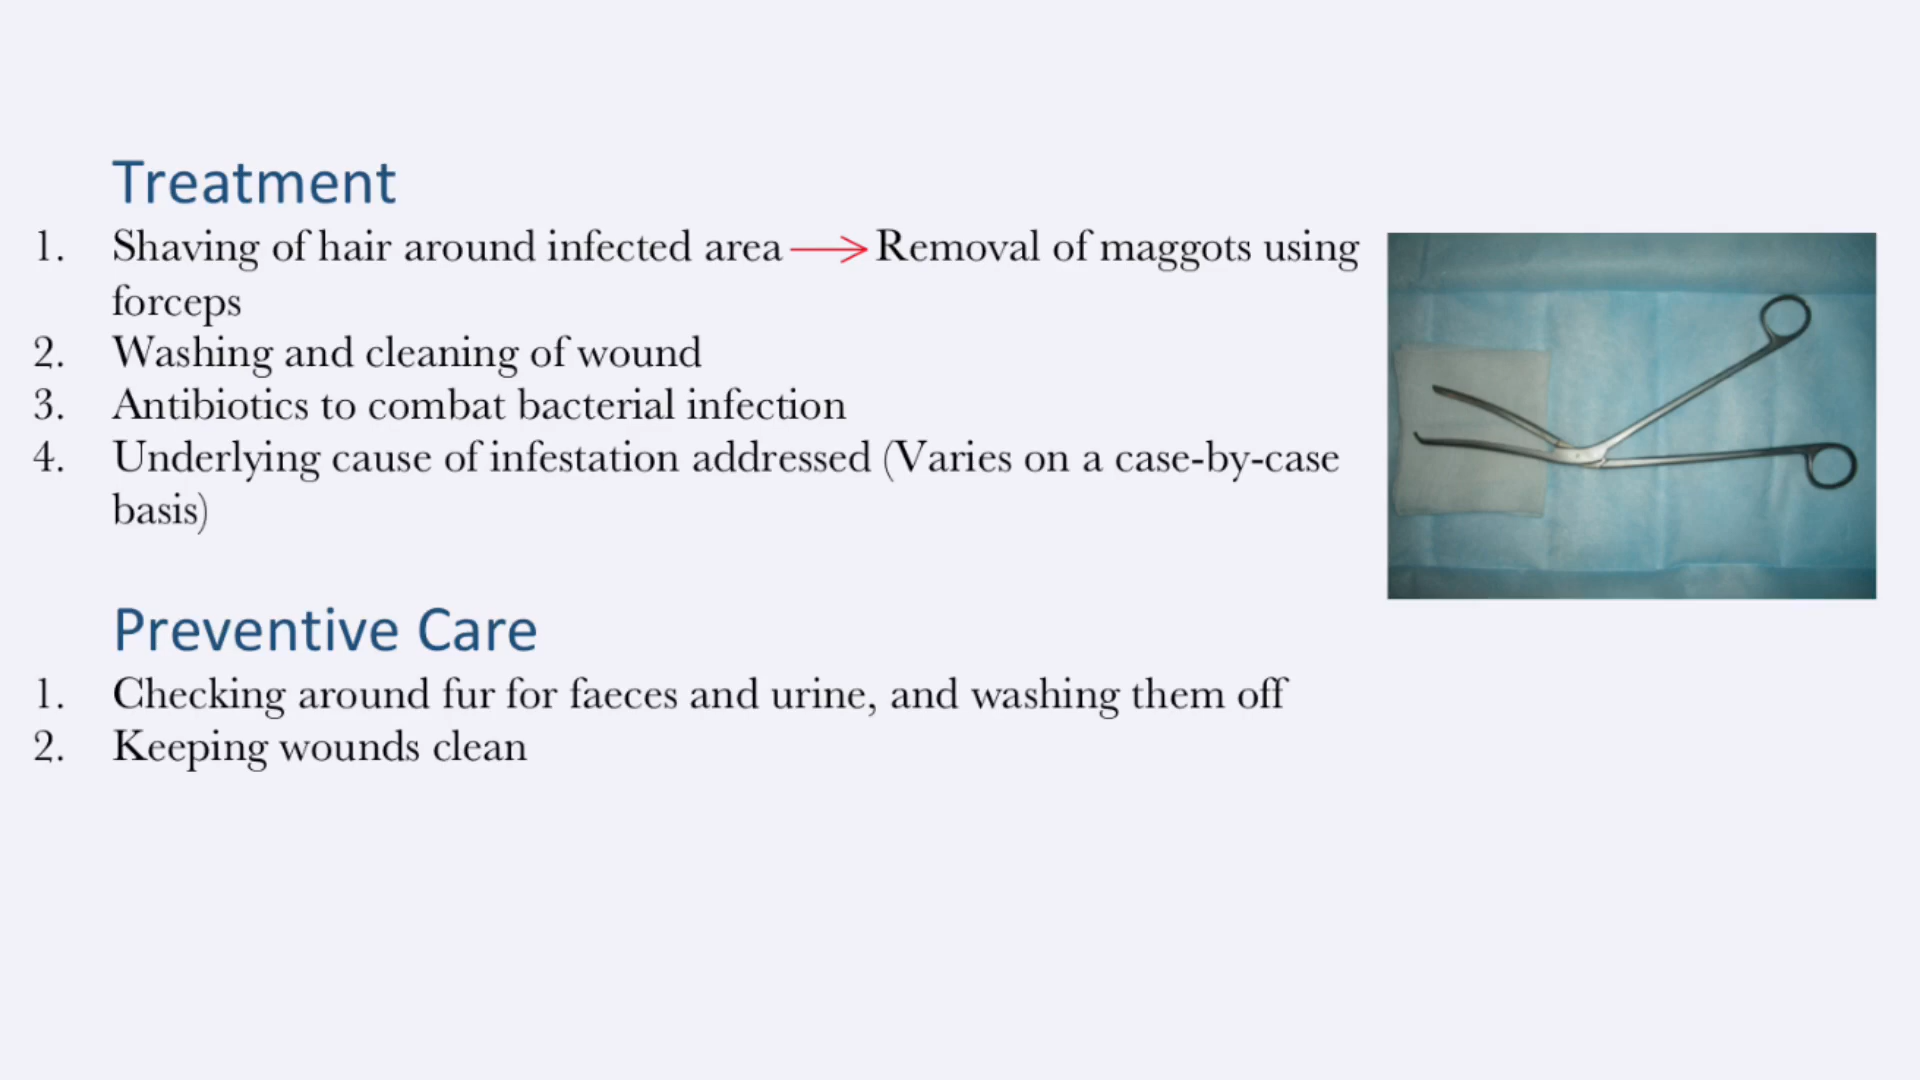 Treatment
1. Shaving of hair around infected area → Removal of maggots using
forceps
2. Washing and cleaning of wound
3. Antibiotics to combat bacterial infection
4. Underlying cause of infestation addressed (Varies on a case-by-case
basis)
Preventive Care
1. Checking around fur for faeces and urine, and washing them off
2. Keeping wounds clean